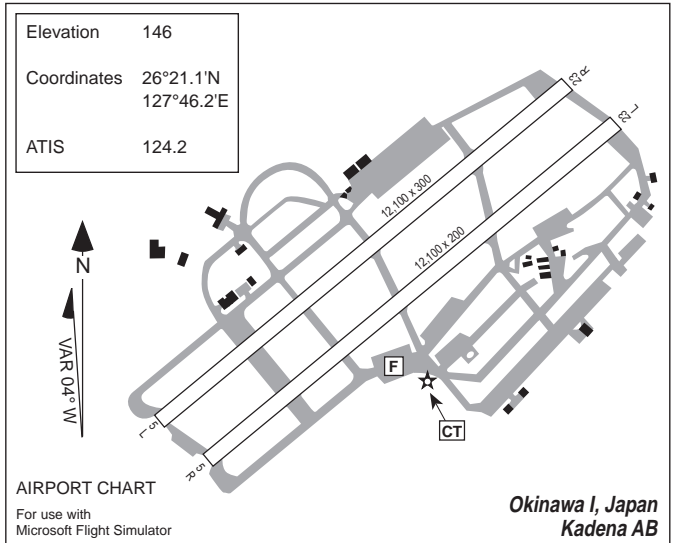 Elevation 146
Coordinates 26°21.1'N
127°46.2'E
ATIS 124.2
N
VAR 04° W
23 R
23 L
12,100 x 300
12,100 x 200
F
CT
5 L
5 R
AIRPORT CHART
For use with
Microsoft Flight Simulator
Okinawa I, Japan
Kadena AB